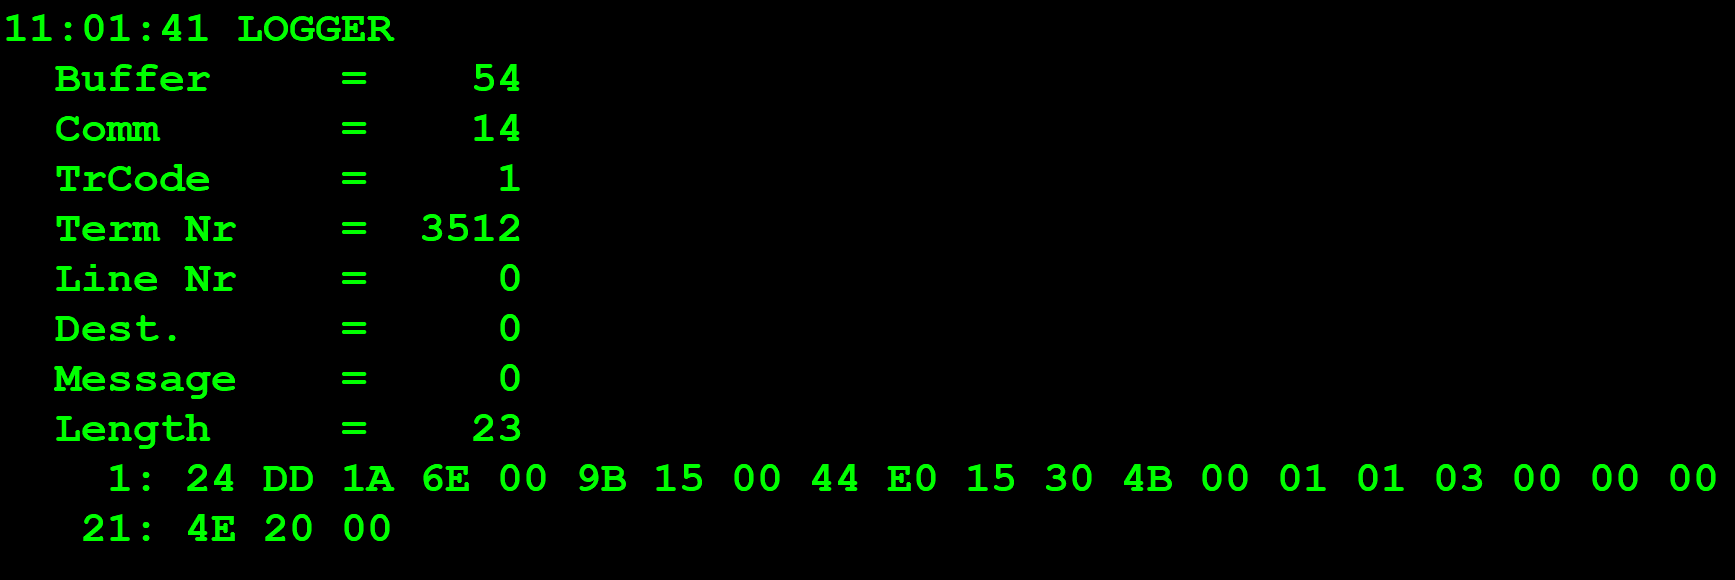 11:01:41 LOGGER
Buffer = 54
Comm = 14
TrCode = 1
Term Nr = 3512
Line Nr = 0
Dest. = 0
Message = 0
Length = 23
1: 24 DD 1A 6E 00 9B 15 00 44 E0 15 30 4B 00 01 01 03 00 00 00
21: 4E 20 00